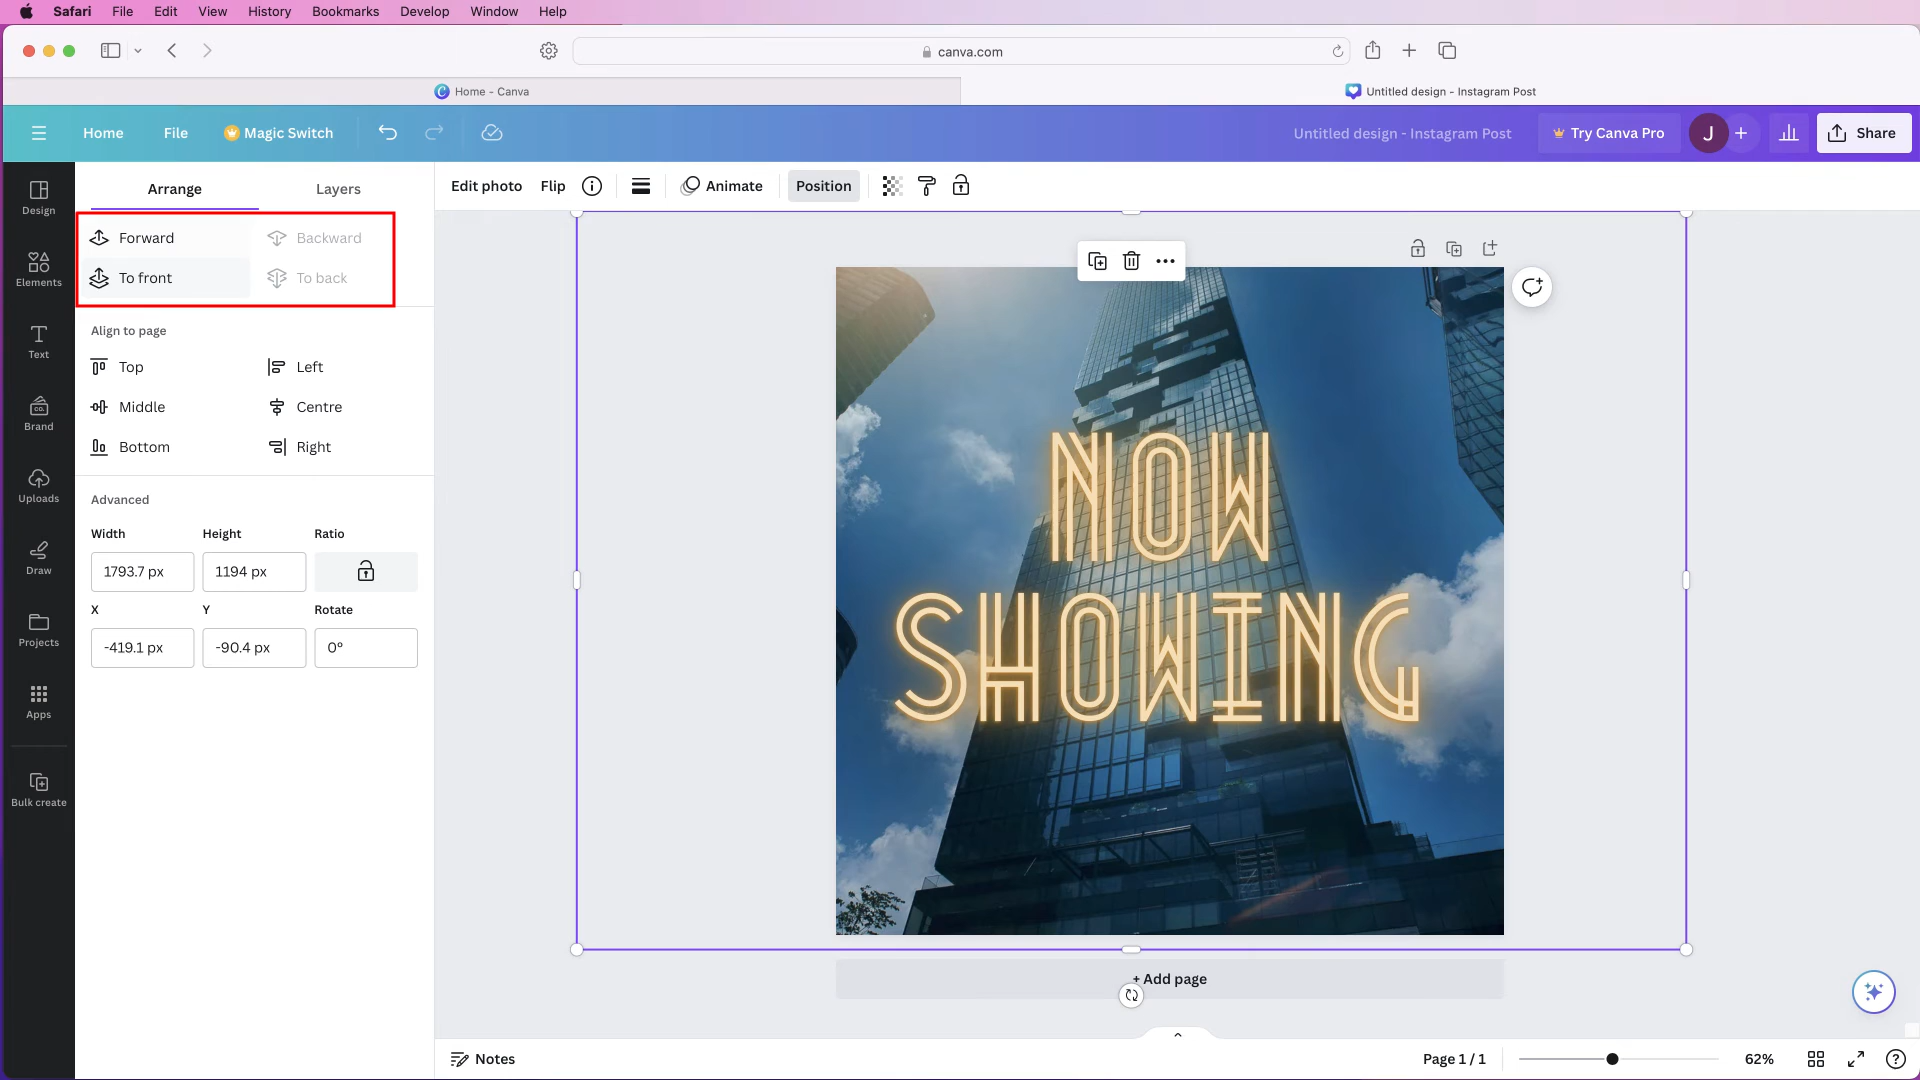 Safari File Edit View History Bookmarks Develop Window Help
canva.com
Home - Canva
Untitled design - Instagram Post
Home File Magic Switch
Untitled design - Instagram Post
Try Canva Pro
J
Share
Design
Elements
Text
CO.
Brand
Uploads
Draw
Projects
Apps
Bulk create
Arrange Layers
Forward Backward
To front To back
Align to page
Top Left
Middle Centre
Bottom Right
Advanced
Width Height Ratio
1793.7 px 1194 px
X Y Rotate
-419.1 px -90.4 px 0°
Edit photo Flip Animate Position
NOW
SHOWING
+ Add page
Notes
Page 1 / 1
62%